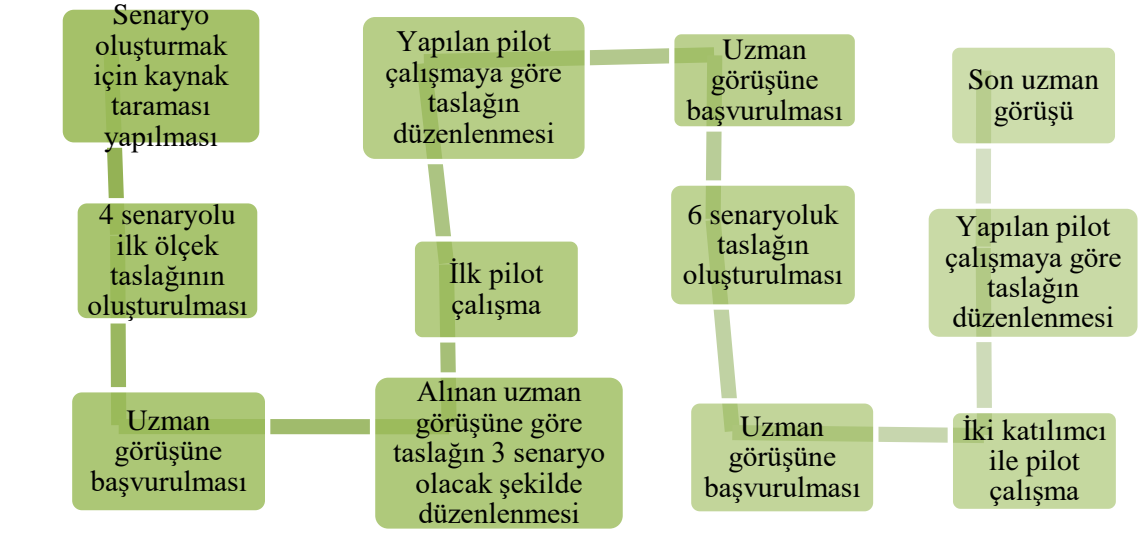 Senaryo
oluşturmak
için kaynak
taraması
yapılması
4 senaryolu
ilk ölçek
taslağının
oluşturulması
Uzman
görüşüne
başvurulması
Alınan uzman
görüşüne göre
taslağın 3 senaryo
olacak şekilde
düzenlenmesi
İlk pilot
çalışma
Yapılan pilot
çalışmaya göre
taslağın
düzenlenmesi
Uzman
görüşüne
başvurulması
6 senaryoluk
taslağın
oluşturulması
Uzman
görüşüne
başvurulması
İki katılımcı
ile pilot
çalışma
Yapılan pilot
çalışmaya göre
taslağın
düzenlenmesi
Son uzman
görüşü